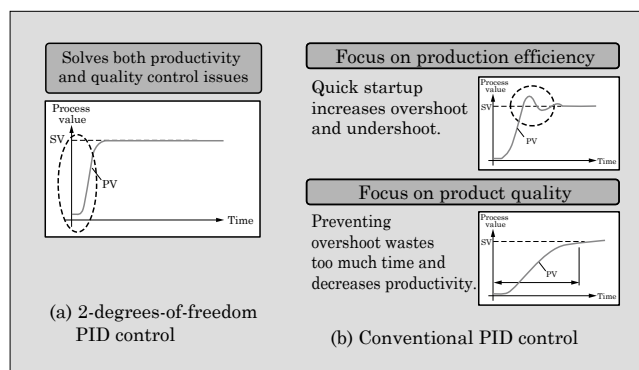 Solves both productivity
and quality control issues
Process
value
SV
PV
Time
(a) 2-degrees-of-freedom
PID control
Focus on production efficiency
Quick startup
increases overshoot
and undershoot.
Process
value
SV
PV
Time
Focus on product quality
Preventing
overshoot wastes
too much time and
decreases productivity.
Process
value
SV
PV
Time
(b) Conventional PID control